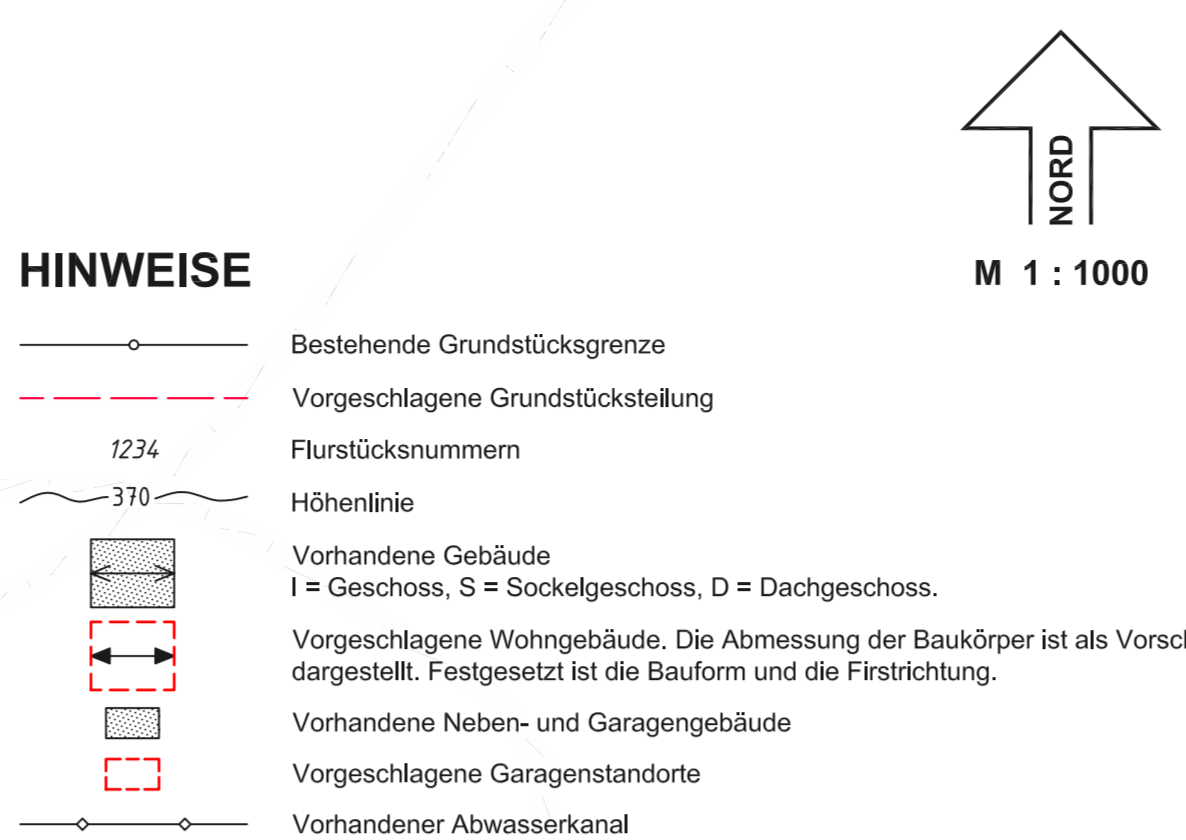 NORD
HINWEISE
M 1 : 1000
Bestehende Grundstücksgrenze
Vorgeschlagene Grundstücksteilung
1234 Flurstücksnummern
370 Höhenlinie
Vorhandene Gebäude
I = Geschoss, S = Sockelgeschoss, D = Dachgeschoss.
Vorgeschlagene Wohngebäude. Die Abmessung der Baukörper ist als
dargestellt. Festgesetzt ist die Bauform und die Firstrichtung.
Vorhandene Neben- und Garagengebäude
Vorgeschlagene Garagenstandorte
Vorhandener Abwasserkanal